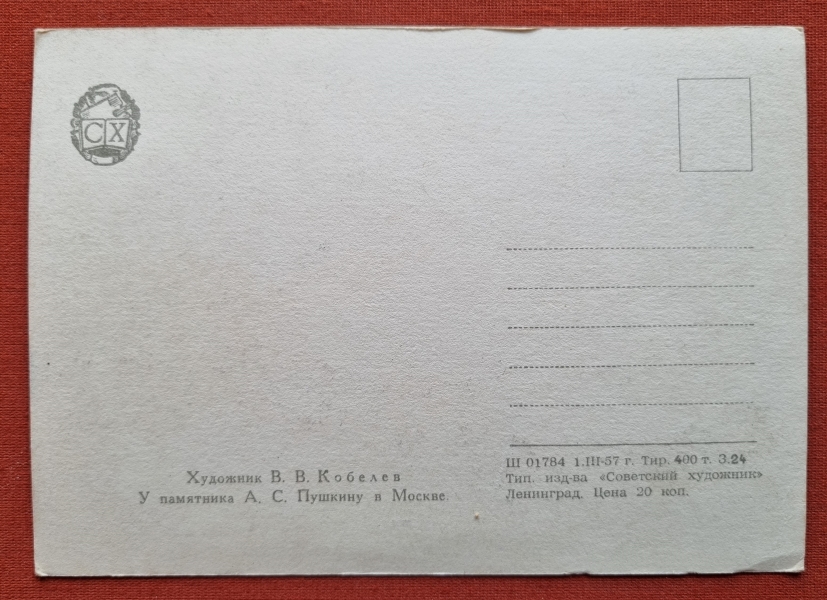 СХ
Художник В. В. Кобелев
У памятника А. С. Пушкину в Москве.
Ш 01784 1.III-57 г. Тир. 400 т. З.24
Тип. изд-ва «Советский художник»
Ленинград. Цена 20 коп.